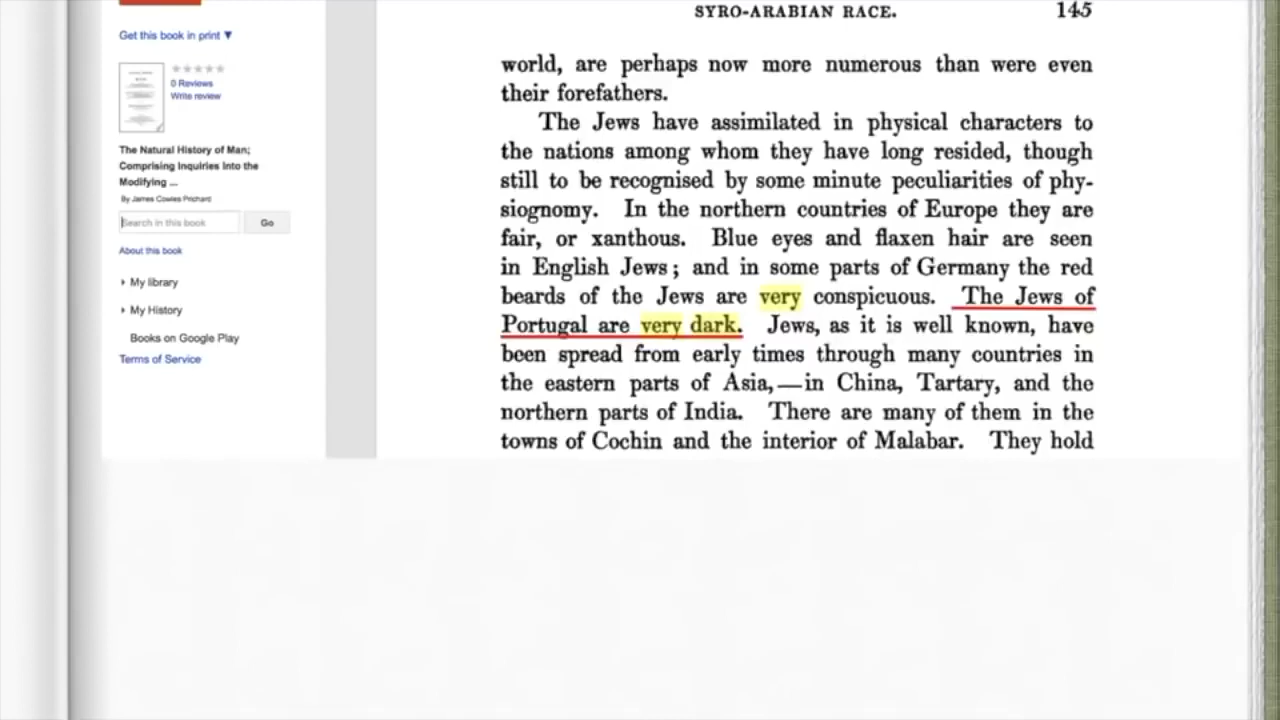 SYRO-ARABIAN RACE. 145
Get this book in print ▼
0 Reviews
Write review
The Natural History of Man;
Comprising Inquiries Into the
Modifying ...
By James Cowles Prichard
Search in this book Go
About this book
My library
My History
Books on Google Play
Terms of Service
world, are perhaps now more numerous than were even
their forefathers.
The Jews have assimilated in physical characters to
the nations among whom they have long resided, though
still to be recognised by some minute peculiarities of phy-
siognomy. In the northern countries of Europe they are
fair, or xanthous. Blue eyes and flaxen hair are seen
in English Jews; and in some parts of Germany the red
beards of the Jews are very conspicuous. The Jews of
Portugal are very dark. Jews, as it is well known, have
been spread from early times through many countries in
the eastern parts of Asia,—in China, Tartary, and the
northern parts of India. There are many of them in the
towns of Cochin and the interior of Malabar. They hold